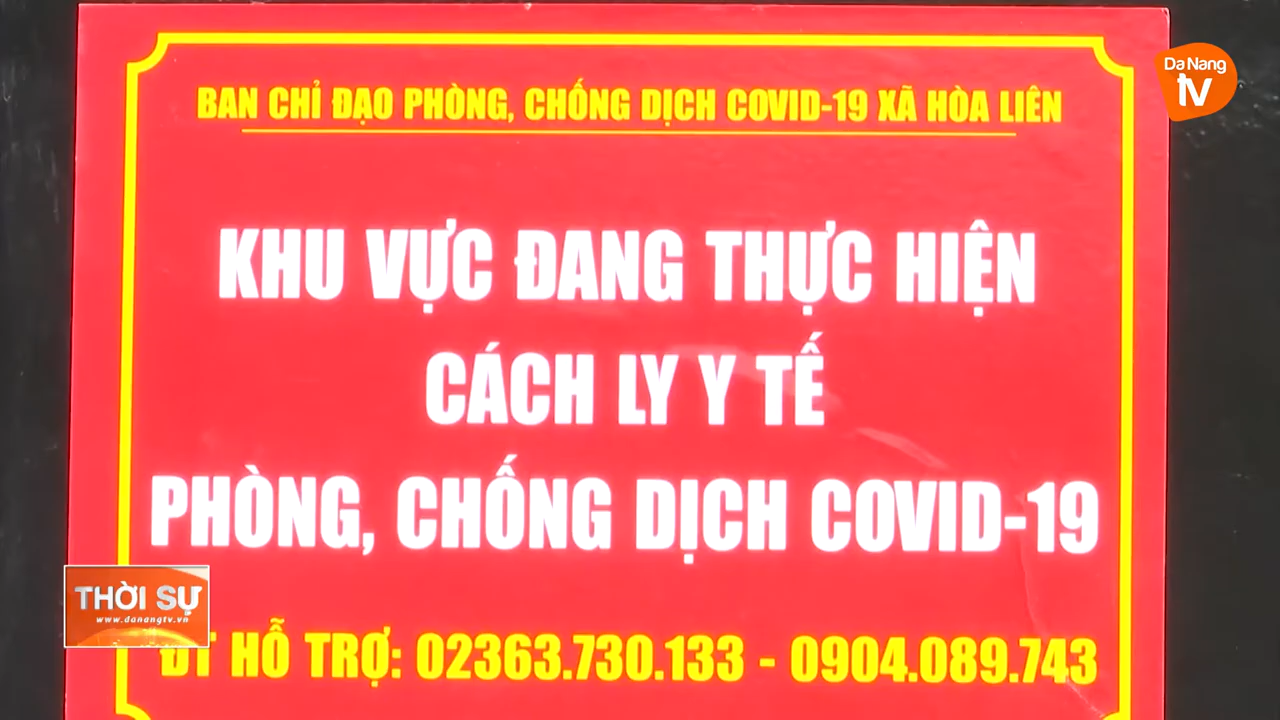 Da Nang
tv
BAN CHỈ ĐẠO PHÒNG, CHỐNG DỊCH COVID-19 XÃ HÒA LIÊN
KHU VỰC ĐANG THỰC HIỆN
CÁCH LY Y TẾ
PHÒNG, CHỐNG DỊCH COVID-19
THỜI SỰ
www.danangtv.vn
ĐT HỖ TRỢ: 02363.730.133 - 0904.089.743